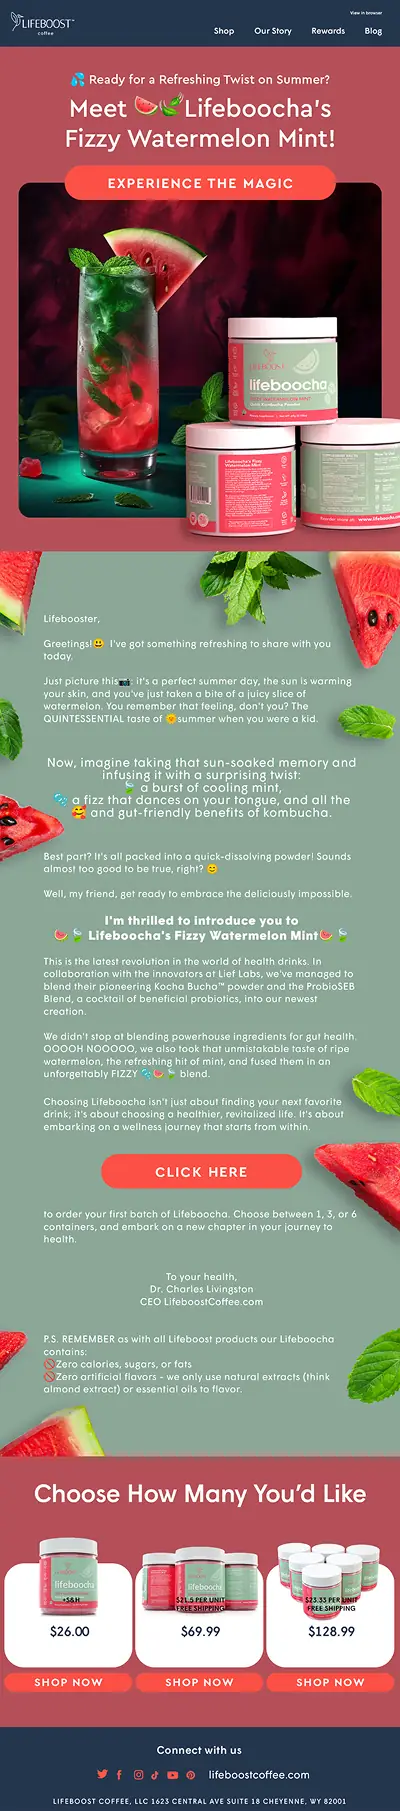 LIFEBOOST™
coffee
View in browser
Shop Our Story Rewards Blog
💦 Ready for a Refreshing Twist on Summer?
Meet 🍉🌿Lifeboocha's
Fizzy Watermelon Mint!
EXPERIENCE THE MAGIC
LIFEBOOST
lifeboocha
FIZZY WATERMELON MINT
Lifeboocha's Fizzy
Watermelon Mint
Lifebooster,
Greetings!😃 I've got something refreshing to share with you
today.
Just picture this📷: it's a perfect summer day, the sun is warming
your skin, and you've just taken a bite of a juicy slice of
watermelon. You remember that feeling, don't you? The
QUINTESSENTIAL taste of 🌞summer when you were a kid.
Now, imagine taking that sun-soaked memory and
infusing it with a surprising twist:
🍃 a burst of cooling mint,
🫧 a fizz that dances on your tongue, and all the
🥰 and gut-friendly benefits of kombucha.
Best part? It's all packed into a quick-dissolving powder! Sounds
almost too good to be true, right? 😊
Well, my friend, get ready to embrace the deliciously impossible.
I'm thrilled to introduce you to
🍉🍃 Lifeboocha's Fizzy Watermelon Mint🍉🍃
This is the latest revolution in the world of health drinks. In
collaboration with the innovators at Lief Labs, we've managed to
blend their pioneering Kocha Bucha™ powder and the ProbioSEB
Blend, a cocktail of beneficial probiotics, into our newest
creation.
We didn't stop at blending powerhouse ingredients for gut health.
OOOOH NOOOOO, we also took that unmistakable taste of ripe
watermelon, the refreshing hit of mint, and fused them in an
unforgettably FIZZY 🫧🍉🍃 blend.
Choosing Lifeboocha isn't just about finding your next favorite
drink; it's about choosing a healthier, revitalized life. It's about
embarking on a wellness journey that starts from within.
CLICK HERE
to order your first batch of Lifeboocha. Choose between 1, 3, or 6
containers, and embark on a new chapter in your journey to
health.
To your health,
Dr. Charles Livingston
CEO LifeboostCoffee.com
P.S. REMEMBER as with all Lifeboost products our Lifeboocha
contains:
🚫Zero calories, sugars, or fats
🚫Zero artificial flavors - we only use natural extracts (think
almond extract) or essential oils to flavor.
Choose How Many You'd Like
lifeboocha
+S&H
$26.00
SHOP NOW
lifeboocha
$21.5 PER UNIT
FREE SHIPPING
$69.99
SHOP NOW
$23.33 PER UNIT
FREE SHIPPING
$128.99
SHOP NOW
Connect with us
lifeboostcoffee.com
LIFEBOOST COFFEE, LLC 1623 CENTRAL AVE SUITE 18 CHEYENNE, WY 82001